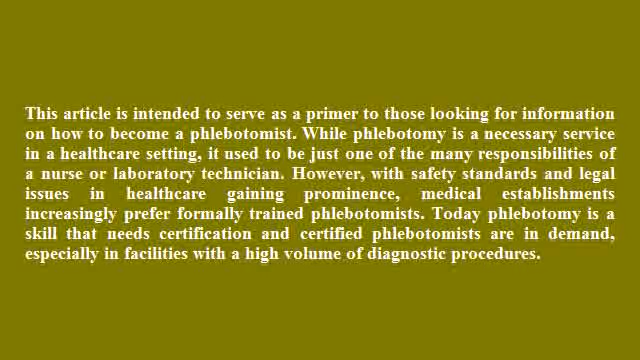 This article is intended to serve as a primer to those looking for information
on how to become a phlebotomist. While phlebotomy is a necessary service
in a healthcare setting, it used to be just one of the many responsibilities of
a nurse or laboratory technician. However, with safety standards and legal
issues in healthcare gaining prominence, medical establishments
increasingly prefer formally trained phlebotomists. Today phlebotomy is a
skill that needs certification and certified phlebotomists are in demand,
especially in facilities with a high volume of diagnostic procedures.